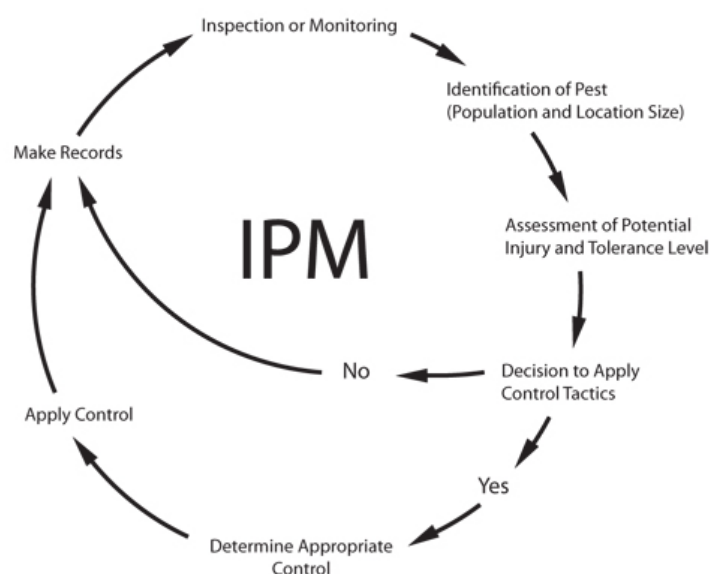 Inspection or Monitoring
Identification of Pest
(Population and Location Size)
Make Records
Assessment of Potential
Injury and Tolerance Level
IPM
No
Decision to Apply
Control Tactics
Apply Control
Yes
Determine Appropriate
Control